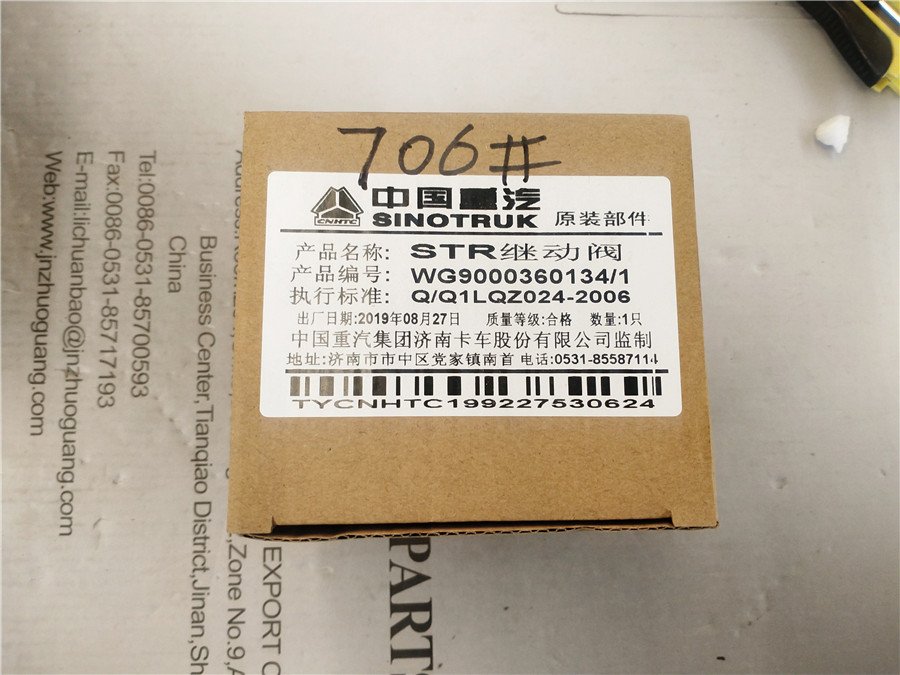 706#
中国重汽
CNHTC
SINOTRUK 原装部件
产品名称: STR继动阀
产品编号: WG9000360134/1
执行标准: Q/Q1LQZ024-2006
出厂日期:2019年08月27日 质量等级:合格 数量:1只
中国重汽集团济南卡车股份有限公司监制
地址:济南市市中区党家镇南首 电话:0531-85587114
TYCNHTC199227530624
PARTS
EXPORT
Zone No.9,
Business Center,Tianqiao District,Jinan,Sh
China
Tel:0086-0531-85700593
Fax:0086-0531-85717193
E-mail:lichuanbao@jnzhuoguang.com
Web:www.jnzhuoguang.com